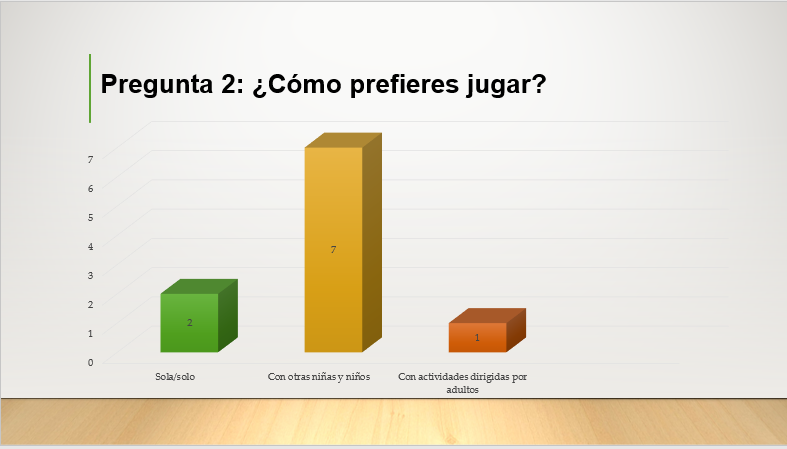 Pregunta 2: ¿Cómo prefieres jugar?
7
6
5
4
3
2
1
0
2
7
1
Sola/solo
Con otras niñas y niños
Con actividades dirigidas por
adultos